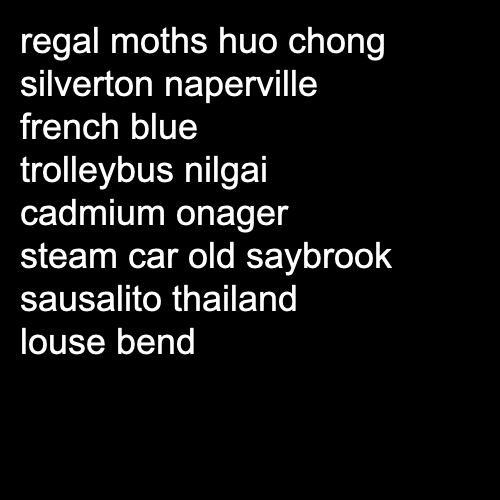 regal moths huo chong
silverton naperville
french blue
trolleybus nilgai
cadmium onager
steam car old saybrook
sausalito thailand
louse bend